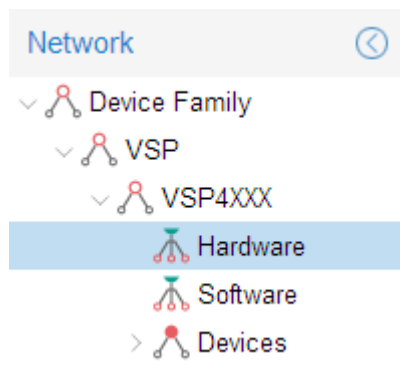 Network
Device Family
VSP
VSP4XXX
Hardware
Software
Devices